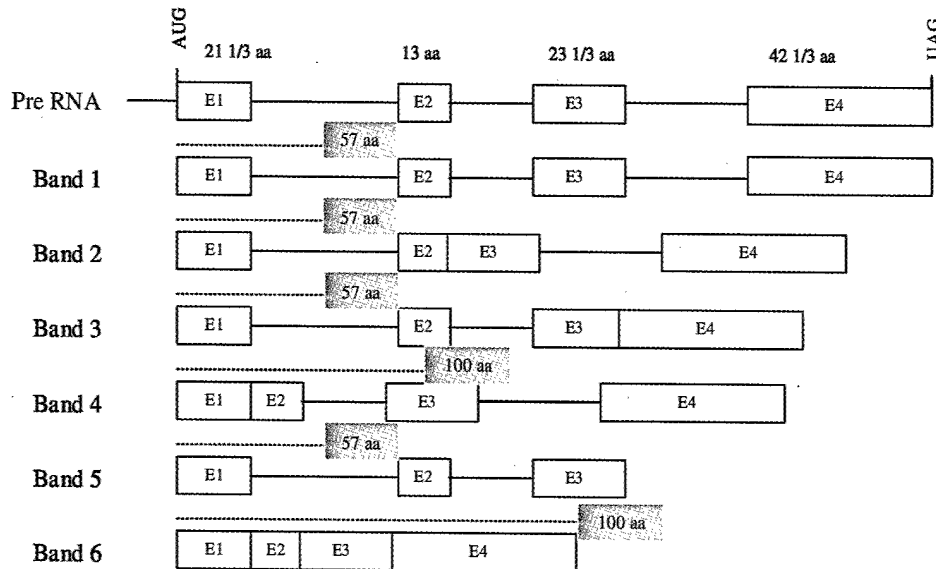 AUG
UAG
21 1/3 aa 13 aa 23 1/3 aa 42 1/3 aa
Pre RNA E1 E2 E3 E4
57 aa
Band 1 E1 E2 E3 E4
57 aa
Band 2 E1 E2 E3 E4
57 aa
Band 3 E1 E2 E3 E4
100 aa
Band 4 E1 E2 E3 E4
57 aa
Band 5 E1 E2 E3
100 aa
Band 6 E1 E2 E3 E4